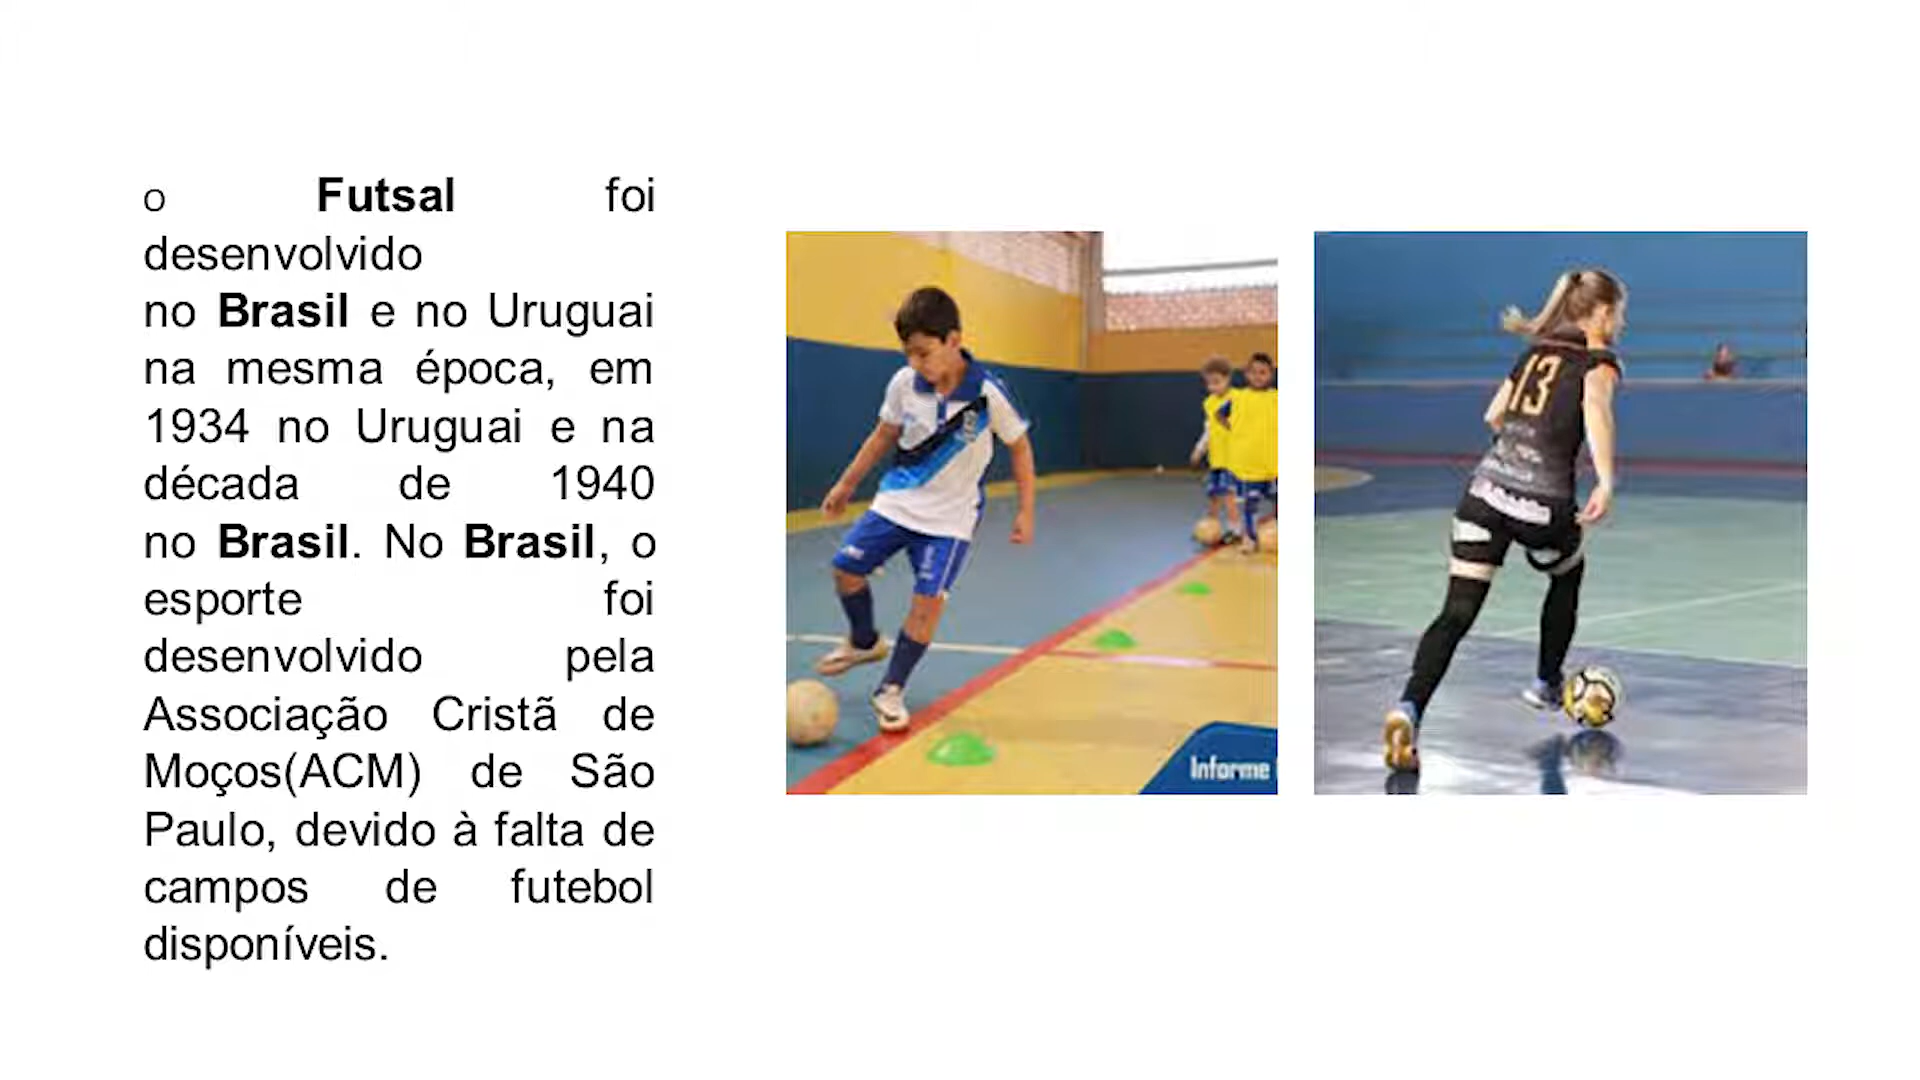 o Futsal foi
desenvolvido
no Brasil e no Uruguai
na mesma época, em
1934 no Uruguai e na
década de 1940
no Brasil. No Brasil, o
esporte foi
desenvolvido pela
Associação Cristã de
Moços(ACM) de São
Paulo, devido à falta de
campos de futebol
disponíveis.
Informe
13